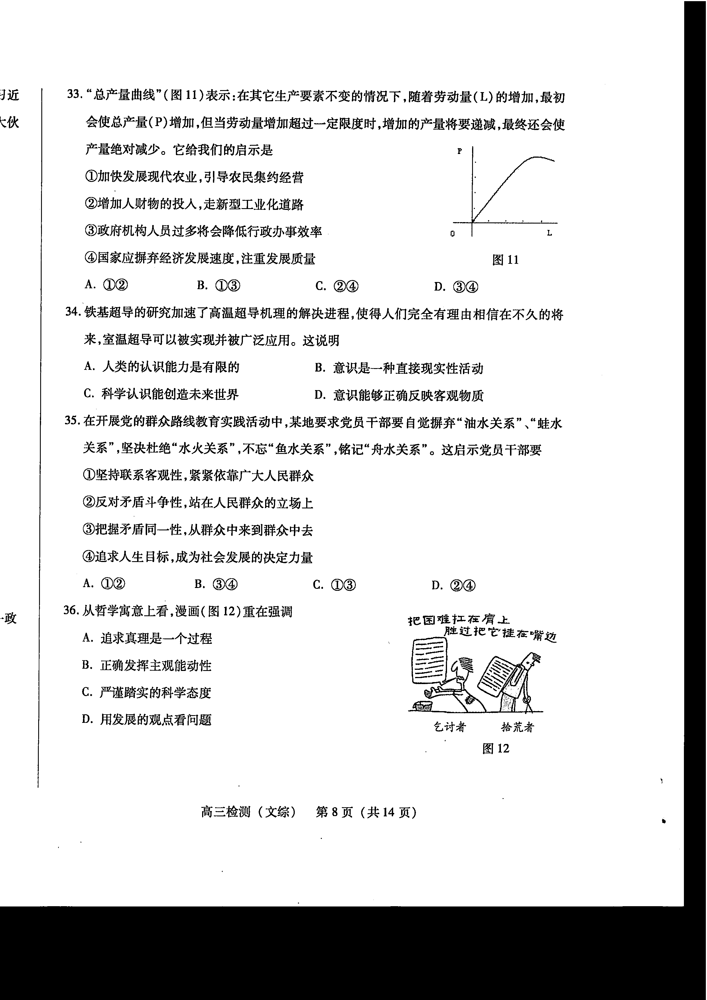 习近
大伙
·政
33. “总产量曲线”(图 11)表示:在其它生产要素不变的情况下,随着劳动量(L)的增加,最初
会使总产量(P)增加,但当劳动量增加超过一定限度时,增加的产量将要递减,最终还会使
产量绝对减少。它给我们的启示是
①加快发展现代农业,引导农民集约经营
②增加人财物的投入,走新型工业化道路
③政府机构人员过多将会降低行政办事效率
④国家应摒弃经济发展速度,注重发展质量
P
O
L
图 11
A. ①② B. ①③ C. ②④ D. ③④
34. 铁基超导的研究加速了高温超导机理的解决进程,使得人们完全有理由相信在不久的将
来,室温超导可以被实现并被广泛应用。这说明
A. 人类的认识能力是有限的 B. 意识是一种直接现实性活动
C. 科学认识能创造未来世界 D. 意识能够正确反映客观物质
35. 在开展党的群众路线教育实践活动中,某地要求党员干部要自觉摒弃“油水关系”、“蛙水
关系”,坚决杜绝“水火关系”,不忘“鱼水关系”,铭记“舟水关系”。这启示党员干部要
①坚持联系客观性,紧紧依靠广大人民群众
②反对矛盾斗争性,站在人民群众的立场上
③把握矛盾同一性,从群众中来到群众中去
④追求人生目标,成为社会发展的决定力量
A. ①② B. ③④ C. ①③ D. ②④
36. 从哲学寓意上看,漫画(图 12)重在强调
A. 追求真理是一个过程
B. 正确发挥主观能动性
C. 严谨踏实的科学态度
D. 用发展的观点看问题
把困难扛在肩上
胜过把它挂在嘴边
乞讨者 拾荒者
图 12
高三检测(文综) 第 8 页(共 14 页)